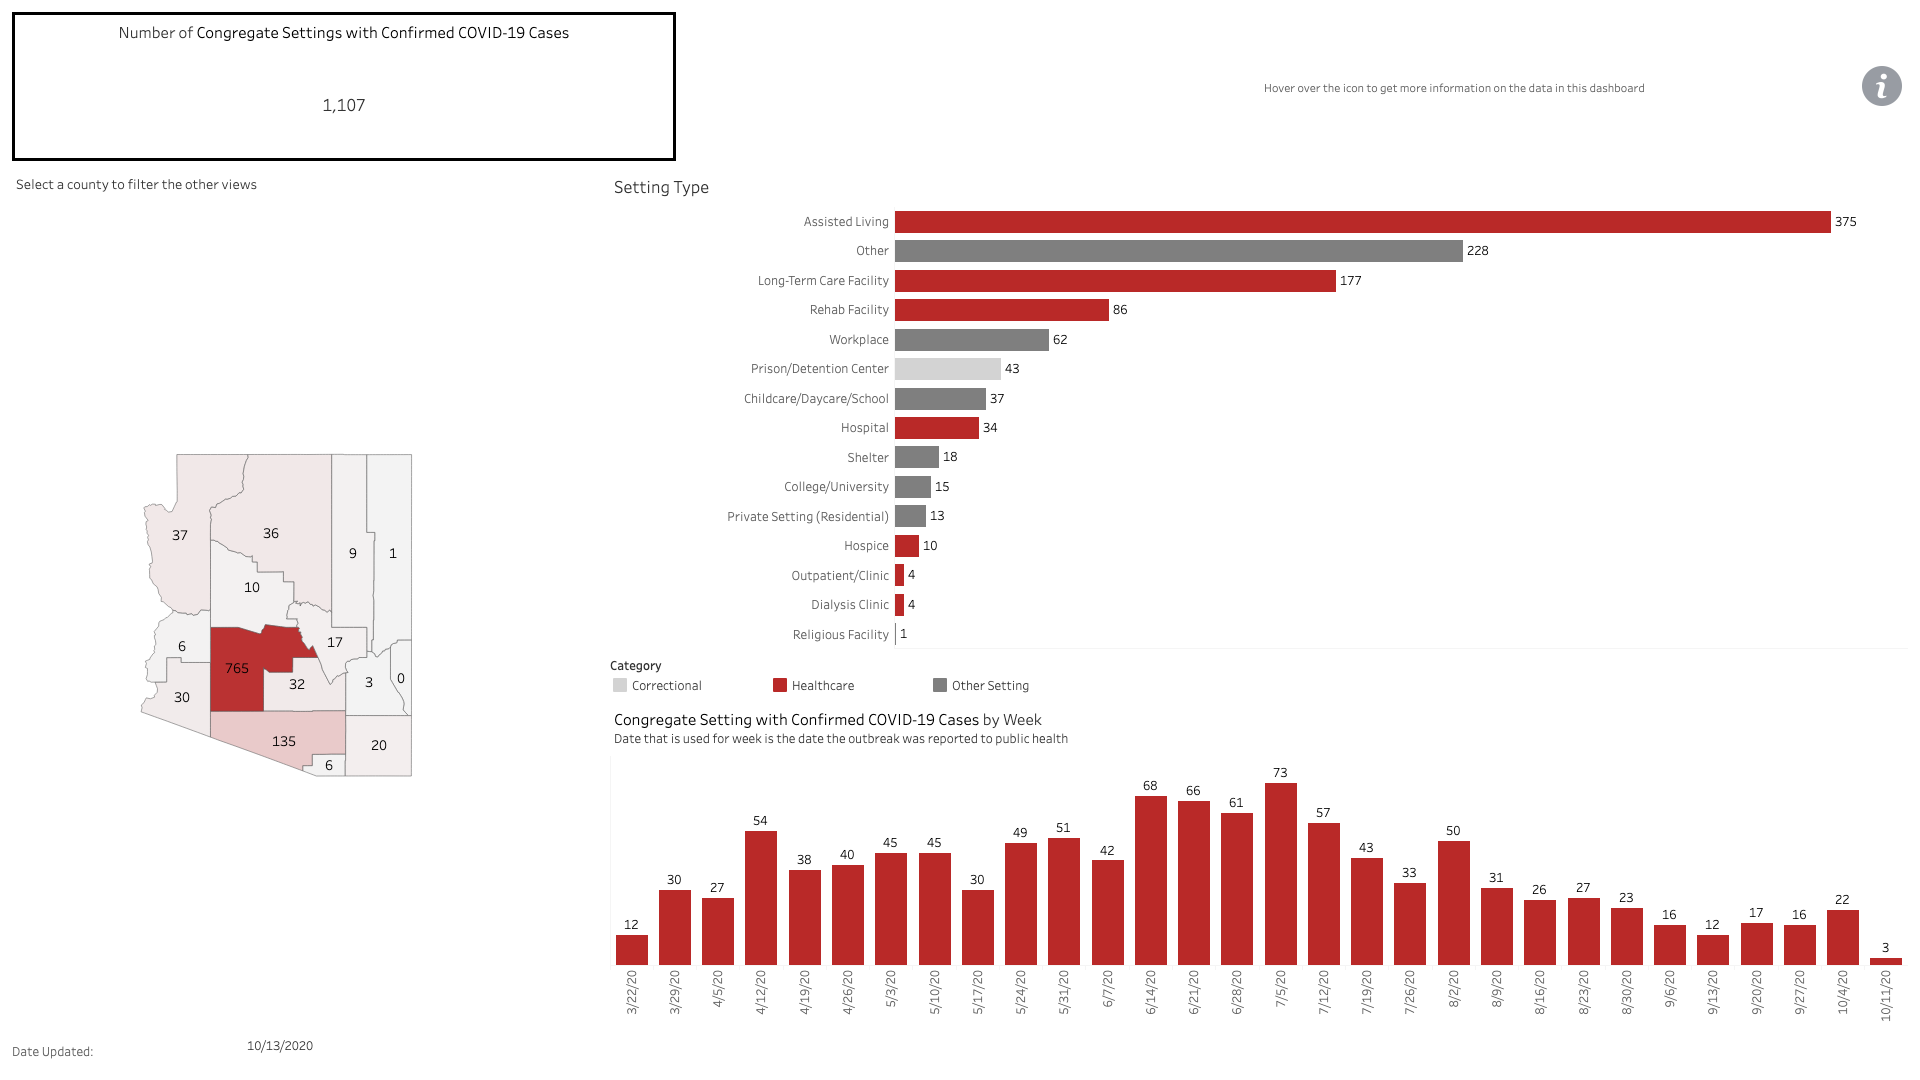 Number of Congregate Settings with Confirmed COVID-19 Cases
1,107
Hover over the icon to get more information on the data in this dashboard
i
Select a county to filter the other views
37
36
9
1
10
6
17
765
32
3
0
30
135
20
6
Setting Type
Assisted Living 375
Other 228
Long-Term Care Facility 177
Rehab Facility 86
Workplace 62
Prison/Detention Center 43
Childcare/Daycare/School 37
Hospital 34
Shelter 18
College/University 15
Private Setting (Residential) 13
Hospice 10
Outpatient/Clinic 4
Dialysis Clinic 4
Religious Facility 1
Category
Correctional Healthcare Other Setting
Congregate Setting with Confirmed COVID-19 Cases by Week
Date that is used for week is the date the outbreak was reported to public health
12 30 27 54 38 40 45 45 30 49 51 42 68 66 61 73 57 43 33 50 31 26 27 23 16 12 17 16 22 3
3/22/20 3/29/20 4/5/20 4/12/20 4/19/20 4/26/20 5/3/20 5/10/20 5/17/20 5/24/20 5/31/20 6/7/20 6/14/20 6/21/20 6/28/20 7/5/20 7/12/20 7/19/20 7/26/20 8/2/20 8/9/20 8/16/20 8/23/20 8/30/20 9/6/20 9/13/20 9/20/20 9/27/20 10/4/20 10/11/20
Date Updated: 10/13/2020